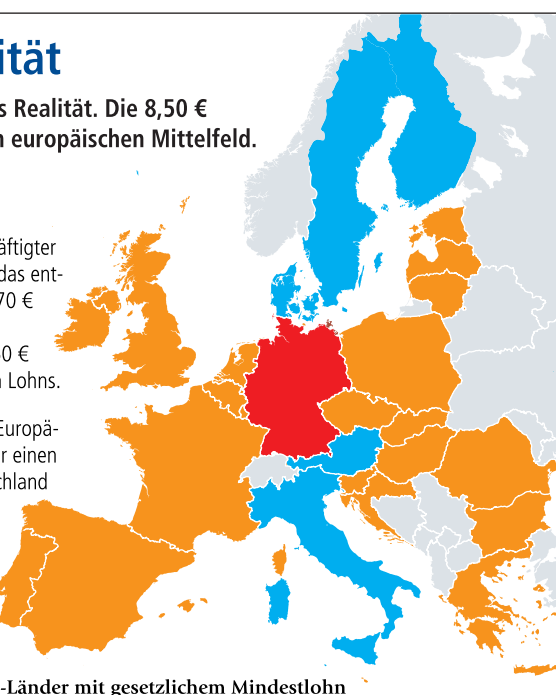 ität
s Realität. Die 8,50 €
n europäischen Mittelfeld.
äftigter
das ent-
70 €
0 €
Lohns.
Europä-
r einen
chland
-Länder mit gesetzlichem Mindestlohn